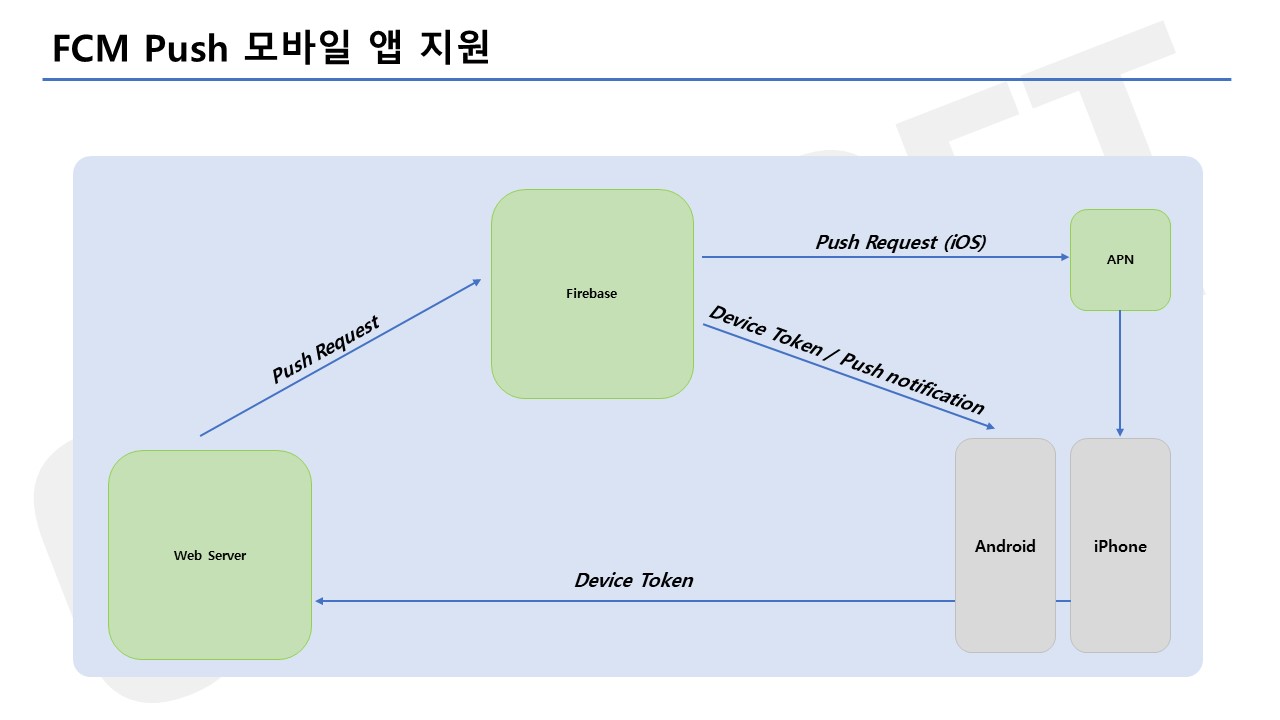 FCM Push 모바일 앱 지원
Push Request (iOS)
APN
Firebase
Push Request
Device Token / Push notification
Web Server
Android
iPhone
Device Token